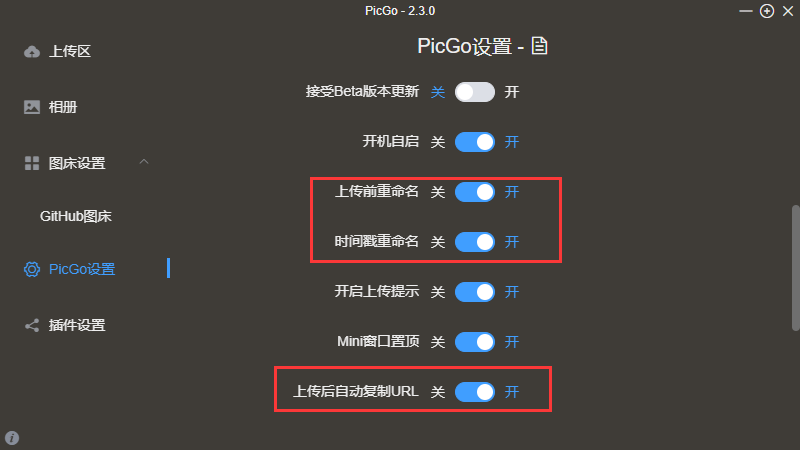 PicGo - 2.3.0
上传区
相册
图床设置
GitHub图床
PicGo设置
插件设置
PicGo设置 -
接受Beta版本更新 关 开
开机自启 关 开
上传前重命名 关 开
时间戳重命名 关 开
开启上传提示 关 开
Mini窗口置顶 关 开
上传后自动复制URL 关 开